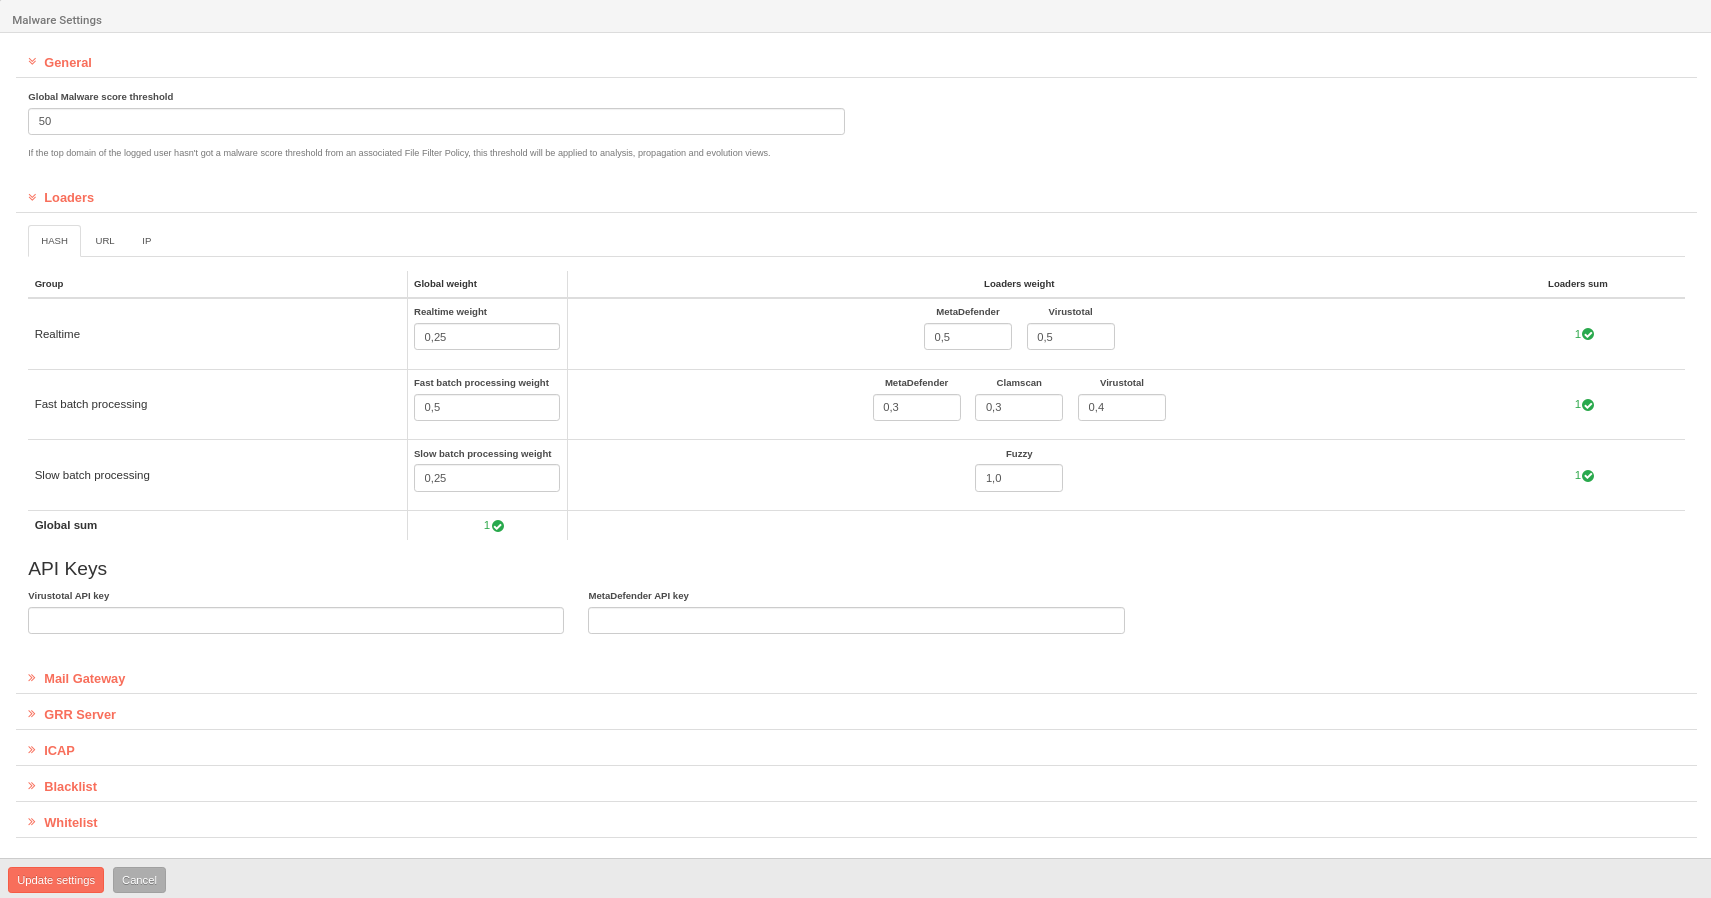 Malware Settings
General
Global Malware score threshold
50
If the top domain of the logged user hasn't got a malware score threshold from an associated File Filter Policy, this threshold will be applied to analysis, propagation and evolution views.
Loaders
HASH URL IP
Group Global weight Loaders weight Loaders sum
Realtime weight MetaDefender Virustotal
Realtime 0,25 0,5 0,5 1
Fast batch processing weight MetaDefender Clamscan Virustotal
Fast batch processing 0,5 0,3 0,3 0,4 1
Slow batch processing weight Fuzzy
Slow batch processing 0,25 1,0 1
Global sum 1
API Keys
Virustotal API key MetaDefender API key
Mail Gateway
GRR Server
ICAP
Blacklist
Whitelist
Update settings Cancel